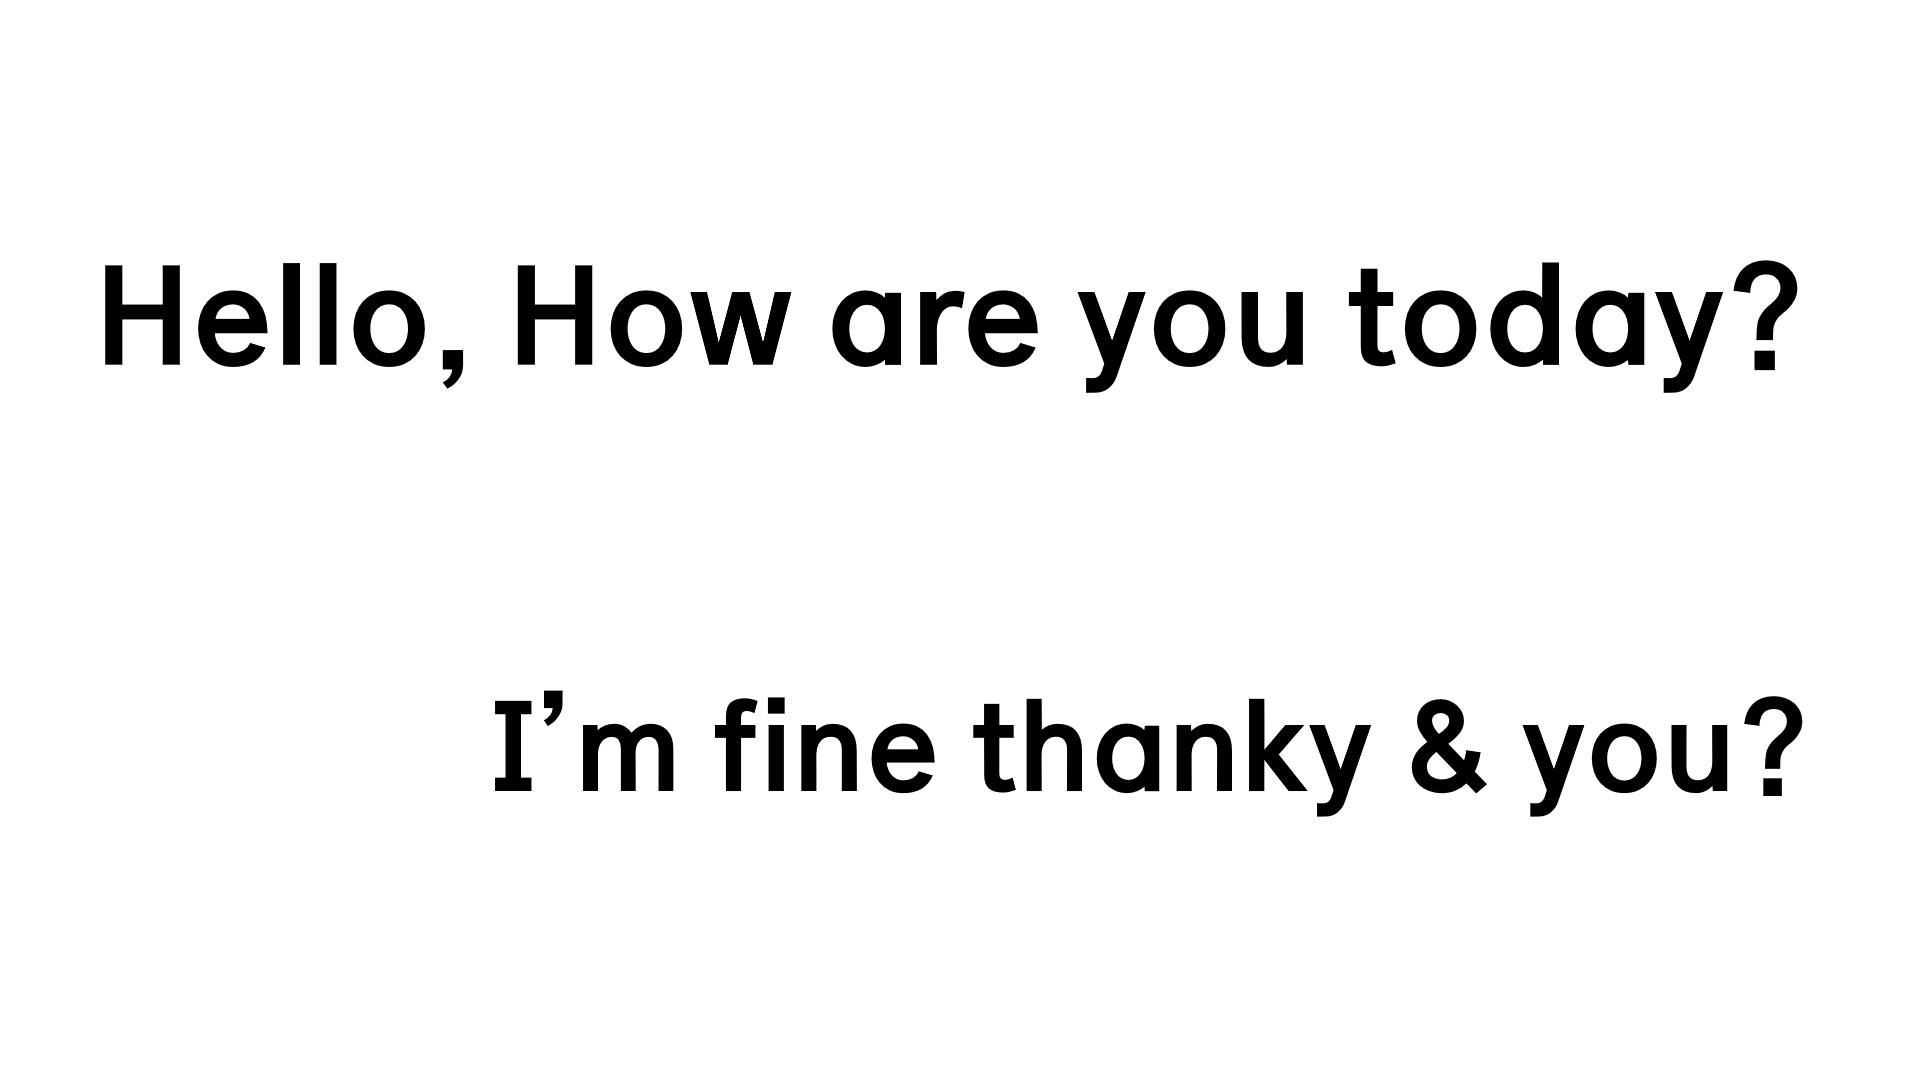 Hello, How are you today?
I’m fine thanky & you?